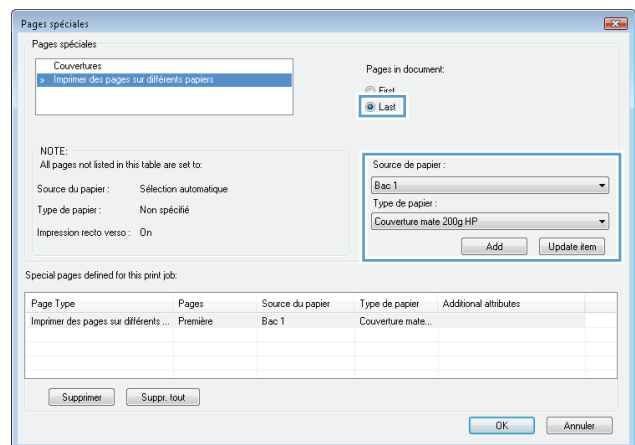 Pages spéciales
Pages spéciales
Couvertures
» Imprimer des pages sur différents papiers
Pages in document:
First
Last
NOTE:
All pages not listed in this table are set to:
Source du papier : Sélection automatique
Type de papier : Non spécifié
Impression recto verso : On
Source de papier :
Bac 1
Type de papier :
Couverture mate 200g HP
Add Update item
Special pages defined for this print job:
Page Type Pages Source du papier Type de papier Additional attributes
Imprimer des pages sur différents ... Première Bac 1 Couverture mate...
Supprimer Suppr. tout
OK Annuler